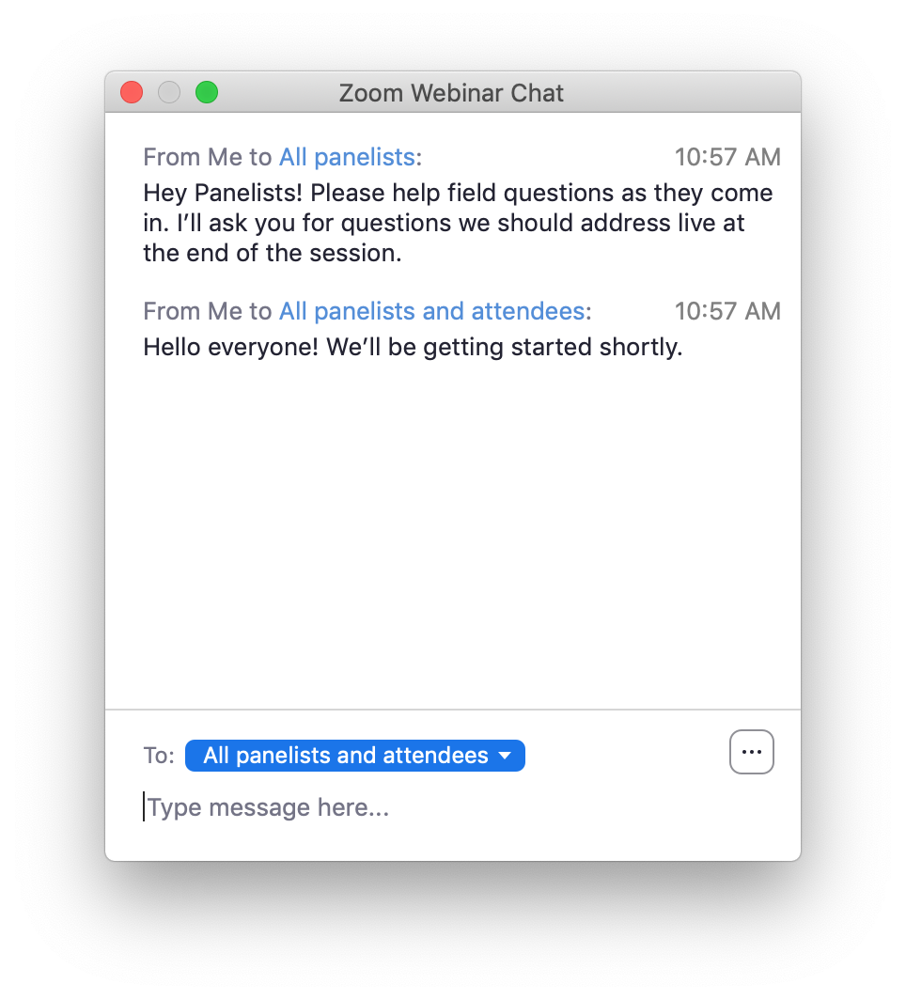 Zoom Webinar Chat
From Me to All panelists: 10:57 AM
Hey Panelists! Please help field questions as they come
in. I’ll ask you for questions we should address live at
the end of the session.
From Me to All panelists and attendees: 10:57 AM
Hello everyone! We’ll be getting started shortly.
To: All panelists and attendees
Type message here...